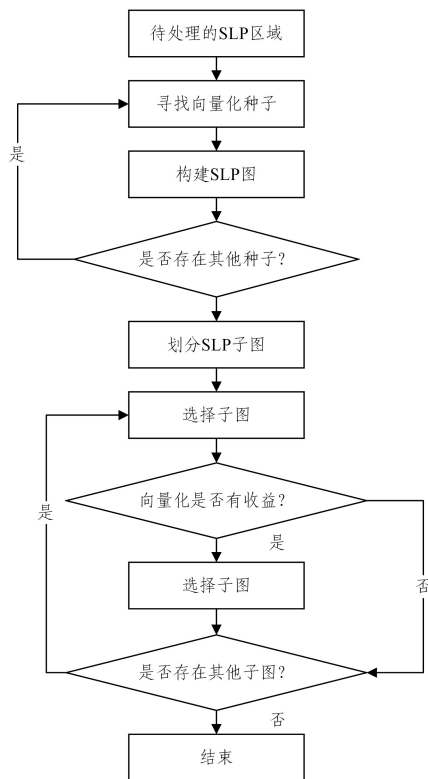 待处理的SLP区域
寻找向量化种子
是
构建SLP图
是否存在其他种子?
划分SLP子图
选择子图
向量化是否有收益?
是
是
选择子图
否
是否存在其他子图?
否
结束